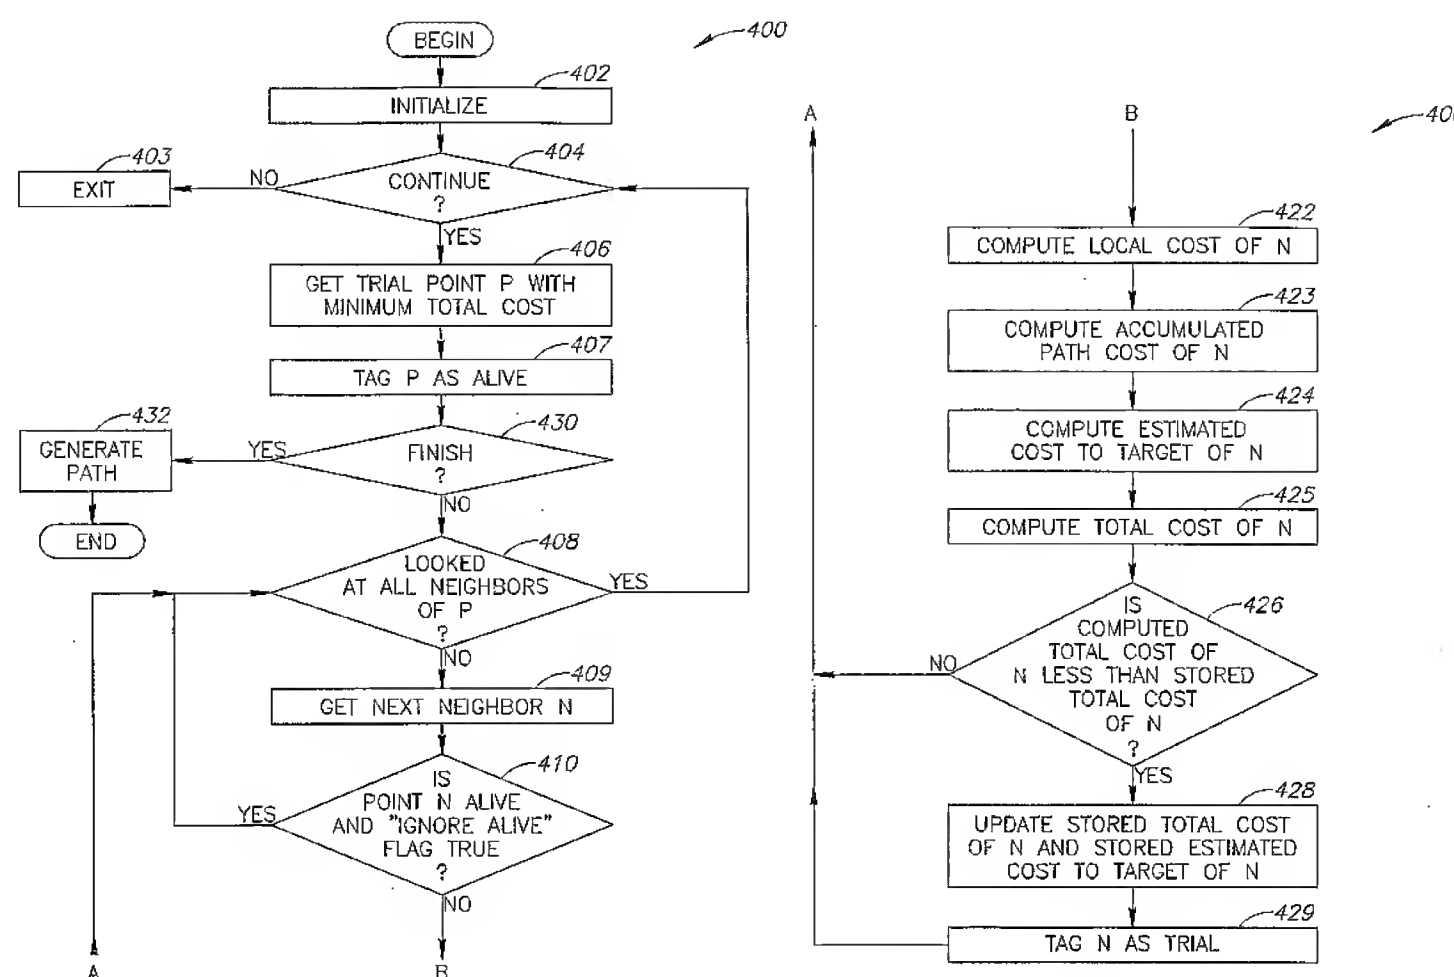 BEGIN
400
402
INITIALIZE
403
EXIT
NO
404
CONTINUE
?
YES
406
GET TRIAL POINT P WITH
MINIMUM TOTAL COST
407
TAG P AS ALIVE
432
GENERATE
PATH
END
YES
430
FINISH
?
NO
408
LOOKED
AT ALL NEIGHBORS
OF P
?
YES
NO
409
GET NEXT NEIGHBOR N
410
IS
POINT N ALIVE
AND "IGNORE ALIVE"
FLAG TRUE
?
YES
NO
A
B
A
B
40
422
COMPUTE LOCAL COST OF N
423
COMPUTE ACCUMULATED
PATH COST OF N
424
COMPUTE ESTIMATED
COST TO TARGET OF N
425
COMPUTE TOTAL COST OF N
426
IS
COMPUTED
TOTAL COST OF
N LESS THAN STORED
TOTAL COST
OF N
?
NO
YES
428
UPDATE STORED TOTAL COST
OF N AND STORED ESTIMATED
COST TO TARGET OF N
429
TAG N AS TRIAL